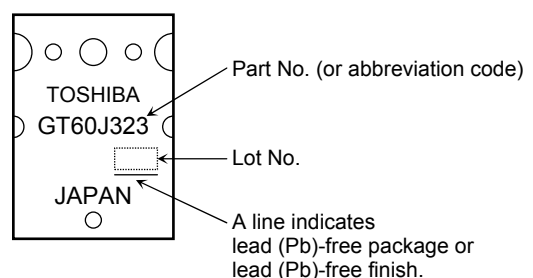 TOSHIBA
GT60J323
JAPAN
Part No. (or abbreviation code)
Lot No.
A line indicates
lead (Pb)-free package or
lead (Pb)-free finish.